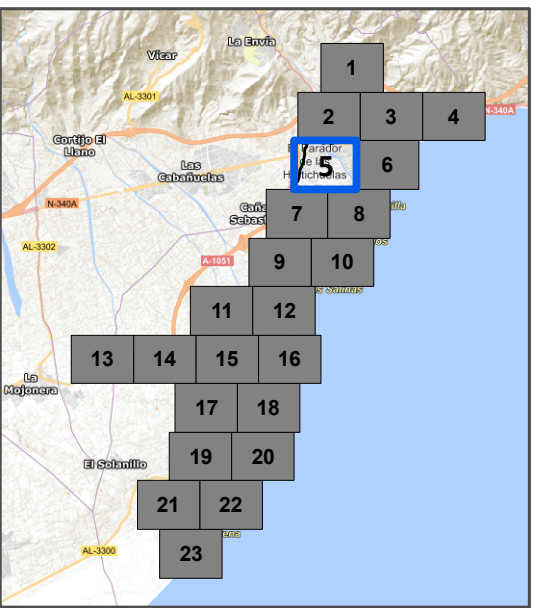 La Envía
Vícar
1
AL-3301
2
3
4
N-340A
Cortijo El
Llano
El Parador
de las
Hortichuelas
5
6
Las
Cabañuelas
N-340A
7
8
AL-3302
A-1051
9
10
11
12
13
14
15
16
La
Mojonera
17
18
El Solanillo
19
20
21
22
AL-3300
23